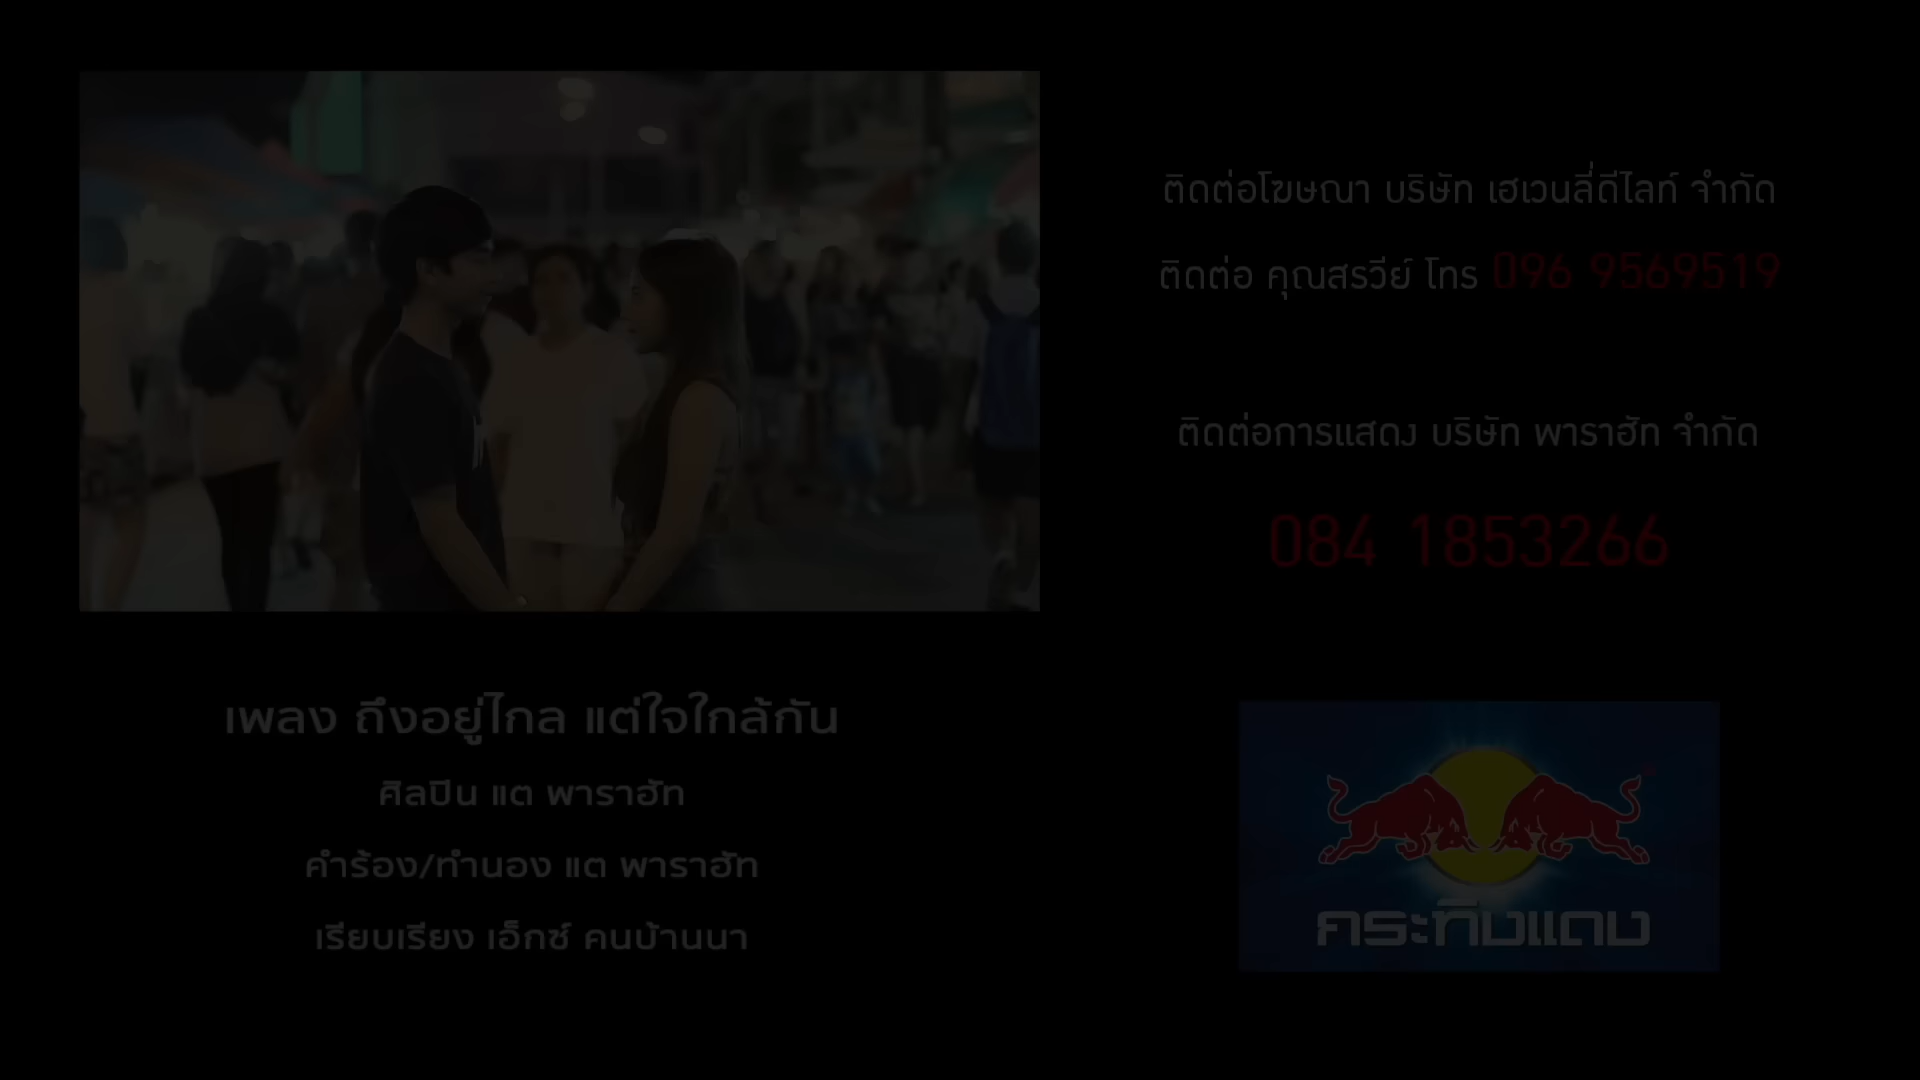 ติดต่อโฆษณา บริษัท เฮเวนลี่ดีไลท์ จำกัด
ติดต่อ คุณสรวีย์ โทร 096 9569519
ติดต่อการแสดง บริษัท พาราฮัท จำกัด
084 1853266
เพลง ถึงอยู่ไกล แต่ใจใกล้กัน
ศิลปิน แต พาราฮัท
คำร้อง/ทำนอง แต พาราฮัท
เรียบเรียง เอ็กซ์ คนบ้านนา
กระทิงแดง